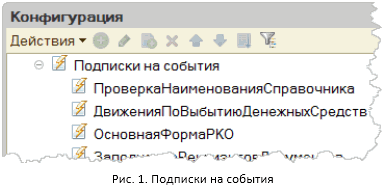 Конфигурация
Действия
Подписки на события
ПроверкаНаименованияСправочника
ДвиженияПоВыбытиюДенежныхСредств
ОсновнаяФормаРКО
Рис. 1. Подписки на события